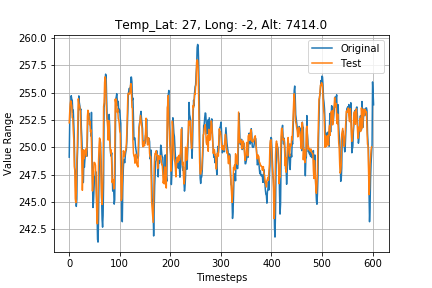 Temp_Lat: 27, Long: -2, Alt: 7414.0
Original
Test
Value Range
260.0
257.5
255.0
252.5
250.0
247.5
245.0
242.5
0 100 200 300 400 500 600
Timesteps